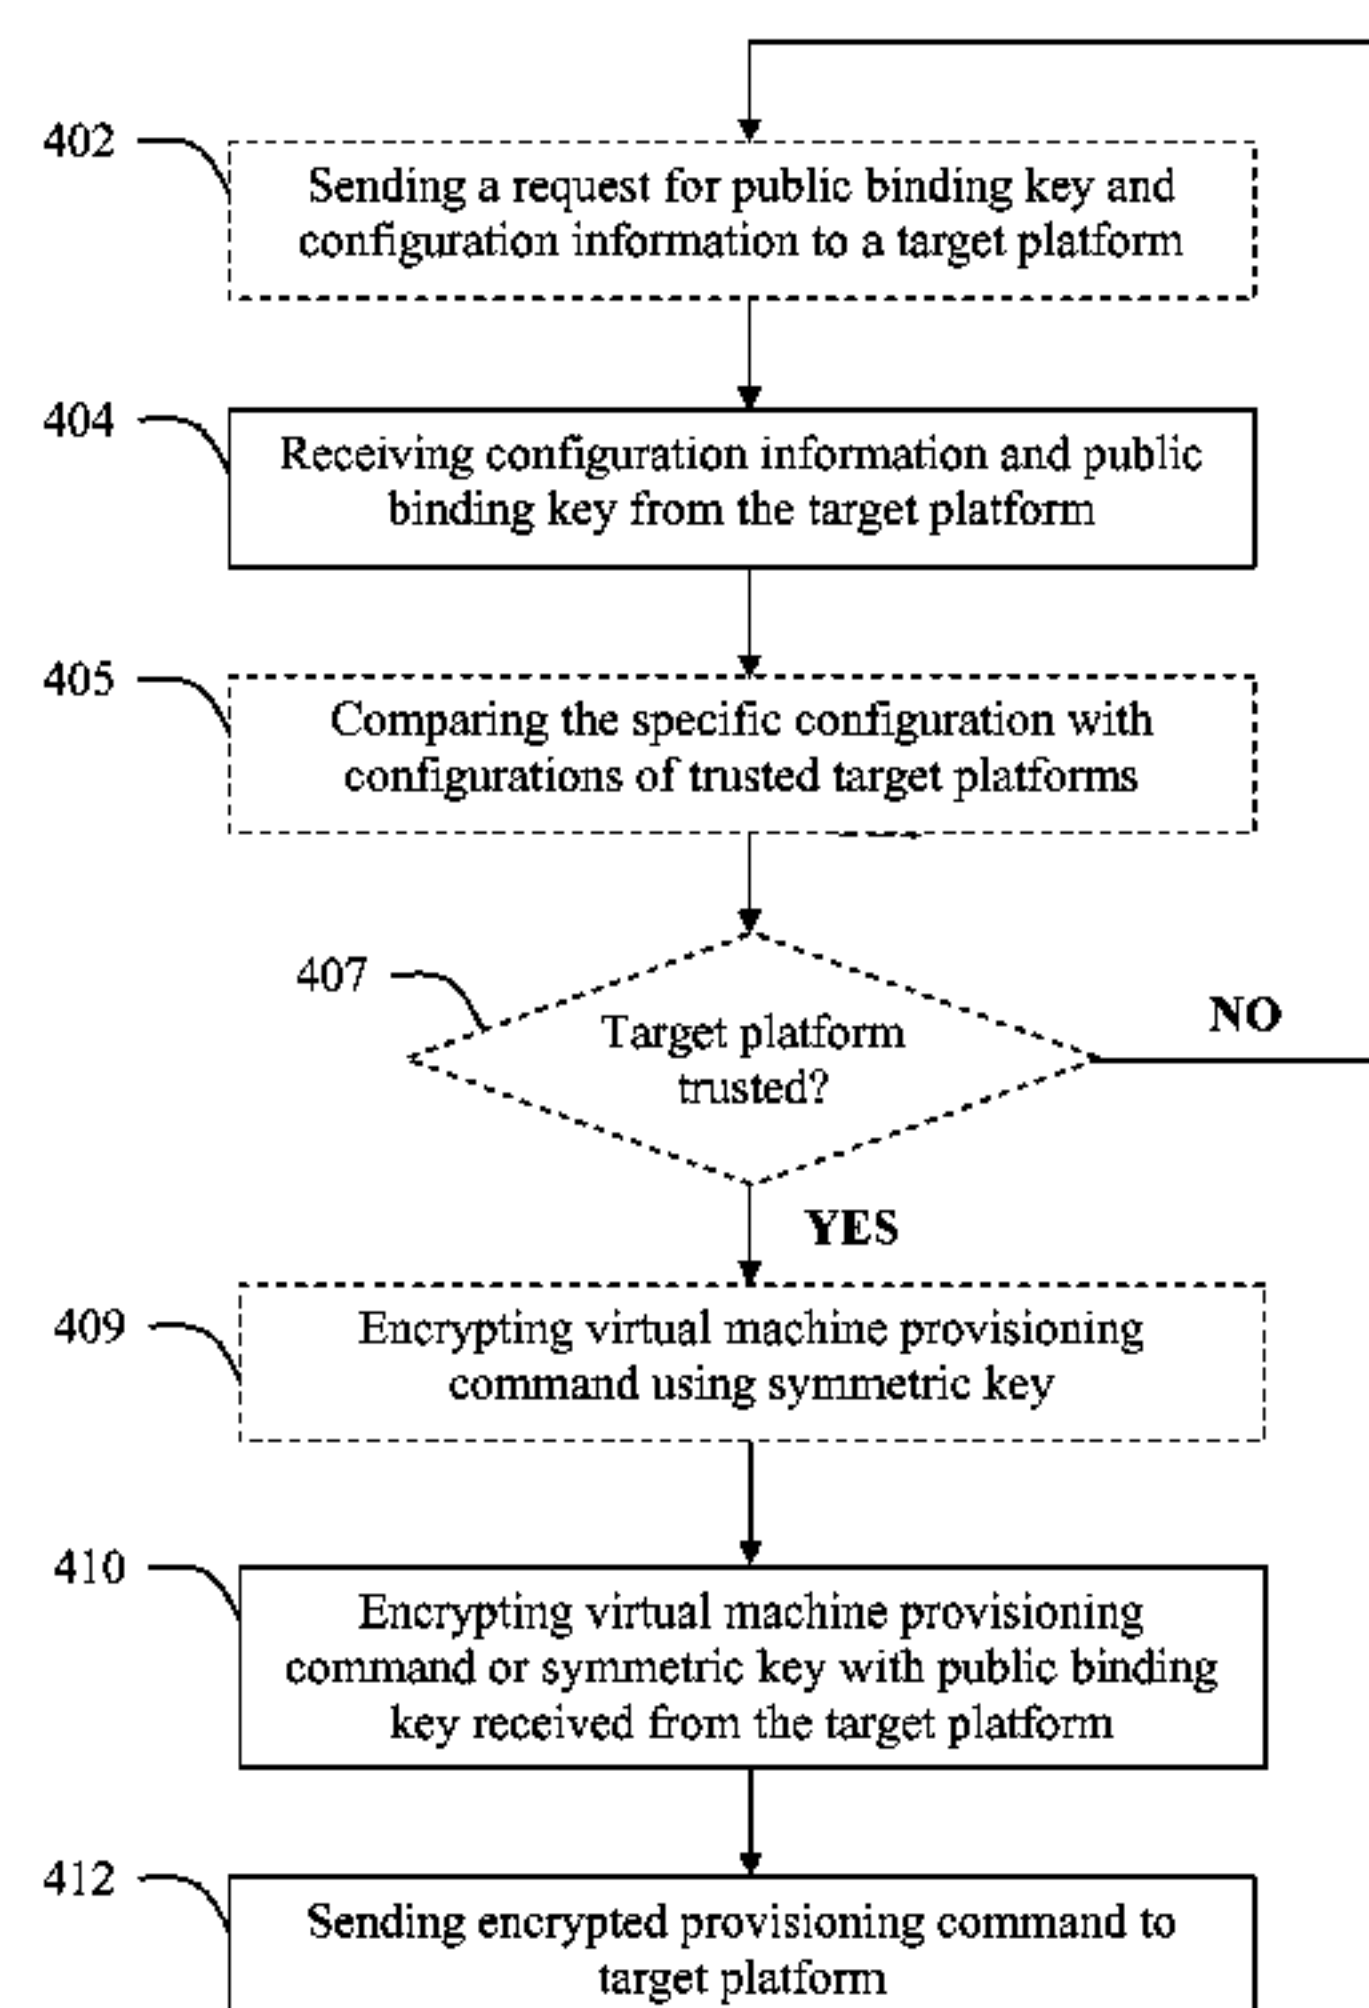 402
Sending a request for public binding key and
configuration information to a target platform
404
Receiving configuration information and public
binding key from the target platform
405
Comparing the specific configuration with
configurations of trusted target platforms
407
Target platform
trusted?
NO
YES
409
Encrypting virtual machine provisioning
command using symmetric key
410
Encrypting virtual machine provisioning
command or symmetric key with public binding
key received from the target platform
412
Sending encrypted provisioning command to
target platform